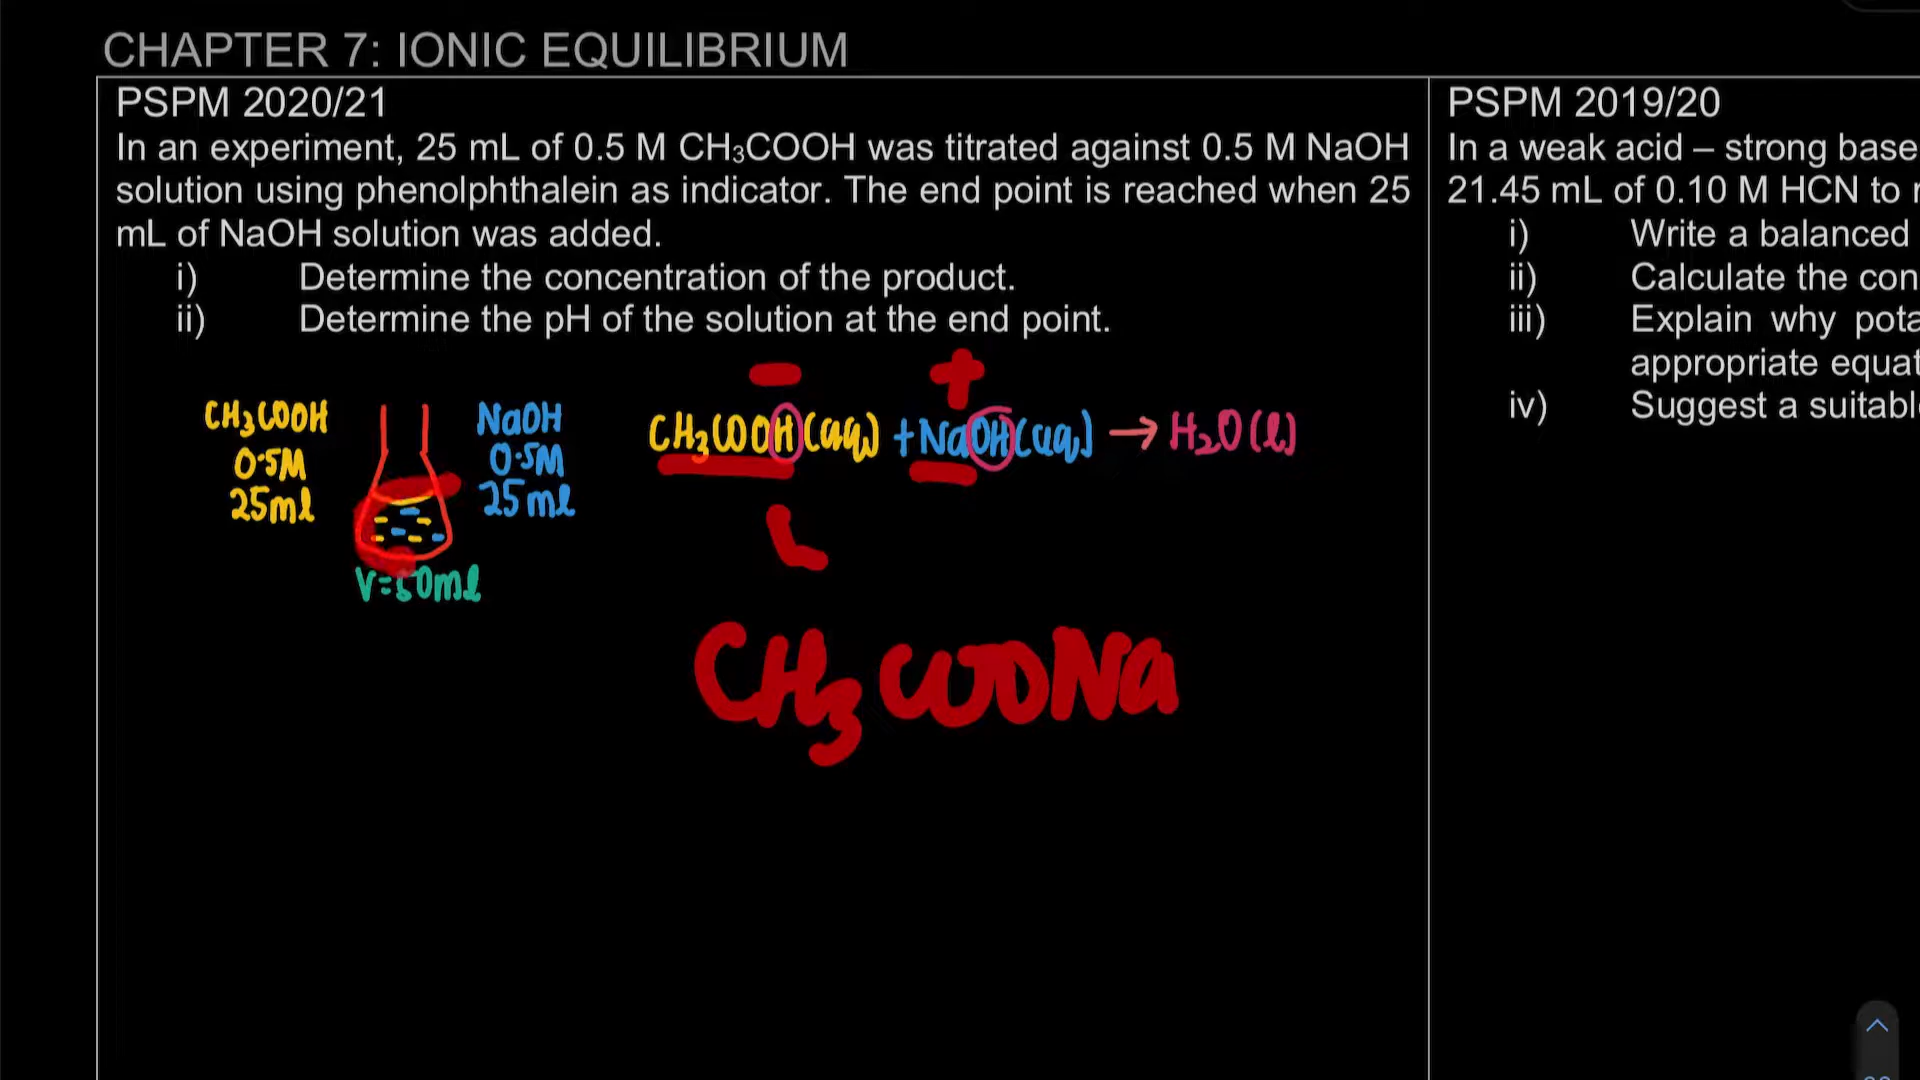 CHAPTER 7: IONIC EQUILIBRIUM
PSPM 2020/21
In an experiment, 25 mL of 0.5 M CH₃COOH was titrated against 0.5 M NaOH
solution using phenolphthalein as indicator. The end point is reached when 25
mL of NaOH solution was added.
i) Determine the concentration of the product.
ii) Determine the pH of the solution at the end point.
CH₃COOH
0.5M
25ml
NaOH
0.5M
25ml
V=50ml
− +
CH₃COOH(aq) + NaOH(aq) → H₂O(l)
CH₃COONa
PSPM 2019/20
In a weak acid – strong base
21.45 mL of 0.10 M HCN to
i) Write a balanced
ii) Calculate the con
iii) Explain why pota
appropriate equat
iv) Suggest a suitabl